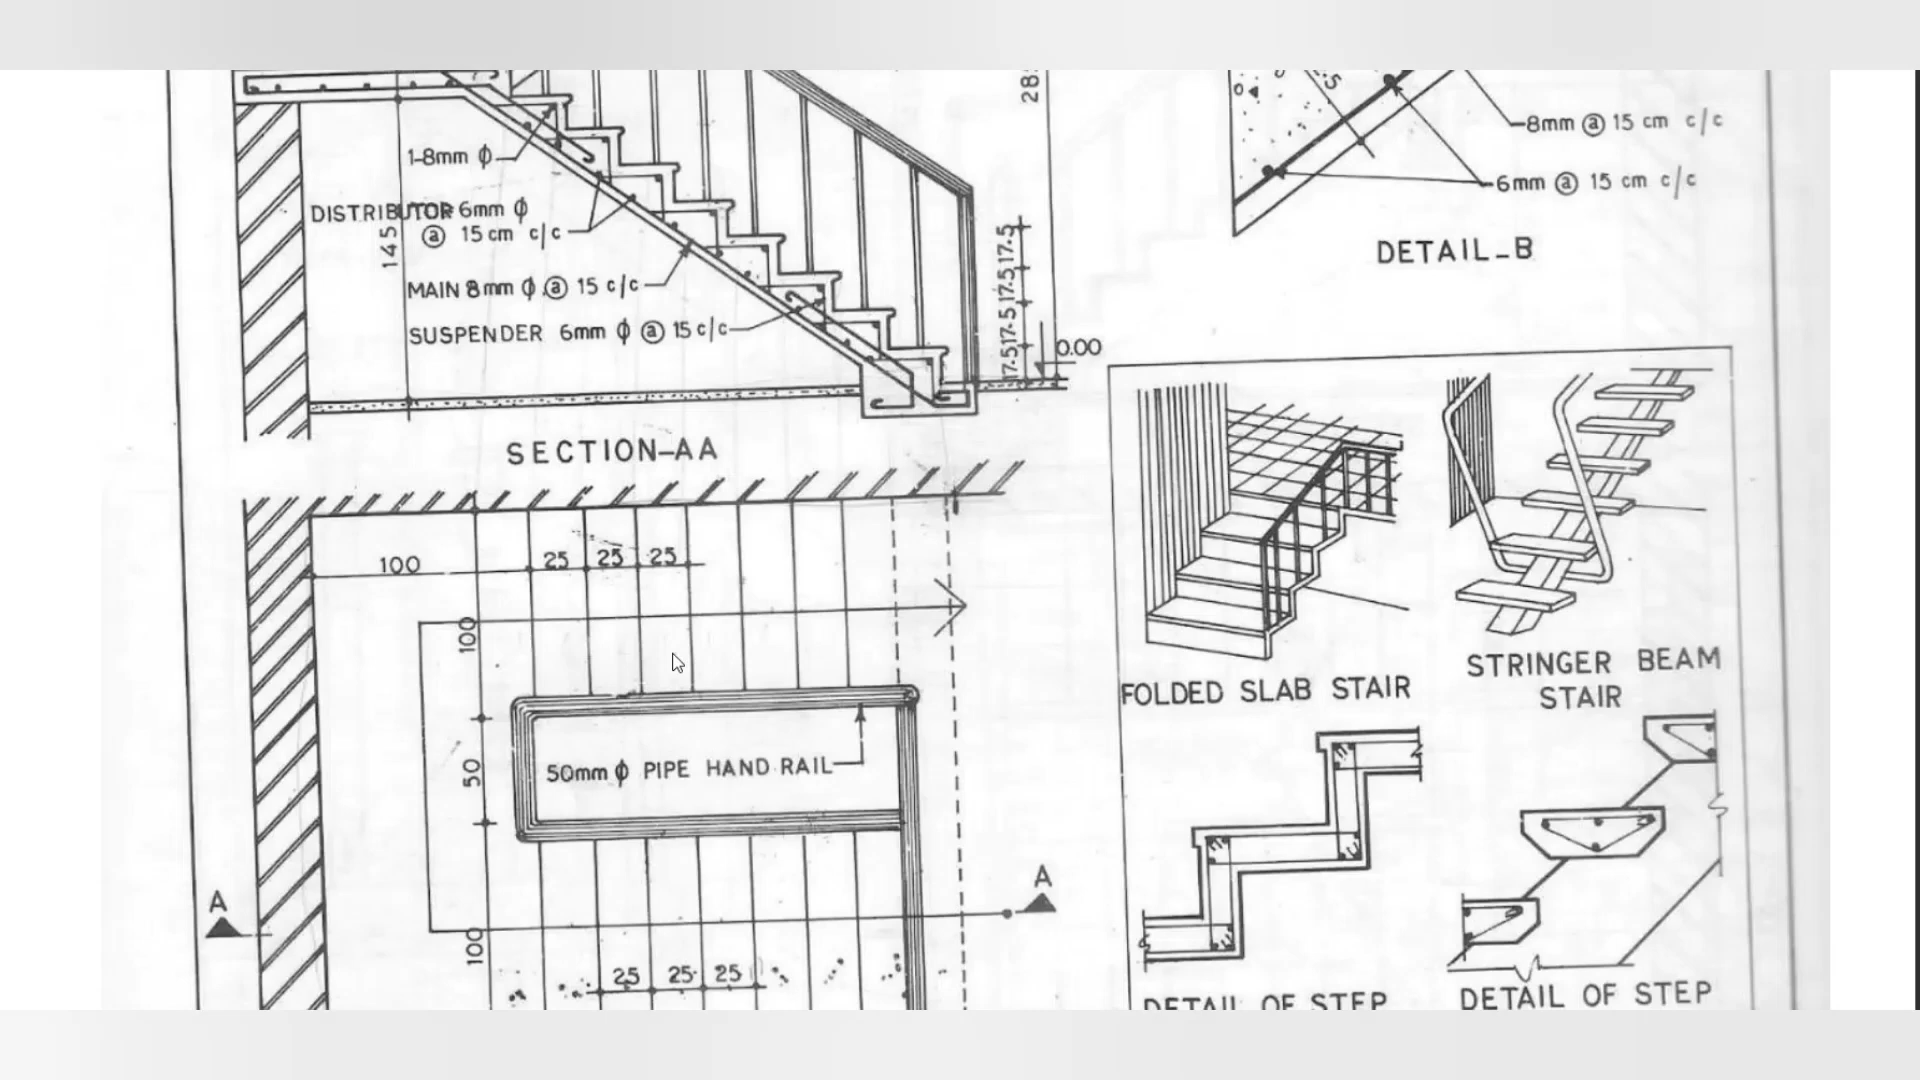 28
1-8mm ϕ
DISTRIBUTOR 6mm ϕ
@ 15 cm c/c
145
MAIN 8mm ϕ @ 15 c/c
SUSPENDER 6mm ϕ @ 15 c/c
17.5 17.5 17.5 17.5
0.00
SECTION-AA
8mm @ 15 cm c/c
6mm @ 15 cm c/c
DETAIL-B
100
25 25 25
100
50
50mm ϕ PIPE HAND RAIL
A
A
100
25 25 25
FOLDED SLAB STAIR
STRINGER BEAM
STAIR
DETAIL OF STEP
DETAIL OF STEP